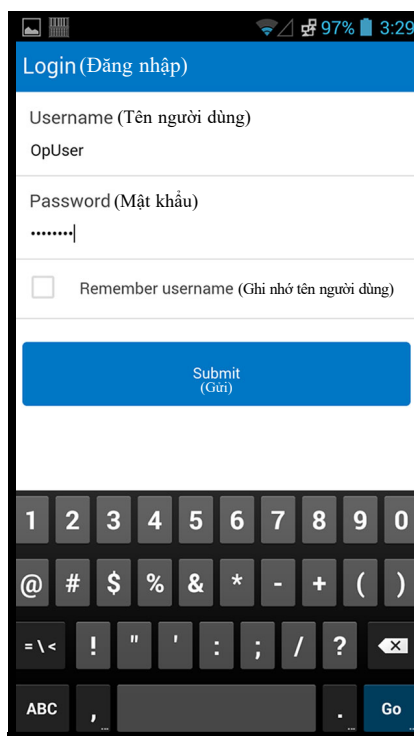 97% 3:29
Login (Đăng nhập)
Username (Tên người dùng)
OpUser
Password (Mật khẩu)
••••••••
Remember username (Ghi nhớ tên người dùng)
Submit
(Gửi)
1 2 3 4 5 6 7 8 9 0
@ # $ % & * - + ( )
= \ < ! " ' : ; / ?
ABC , . Go